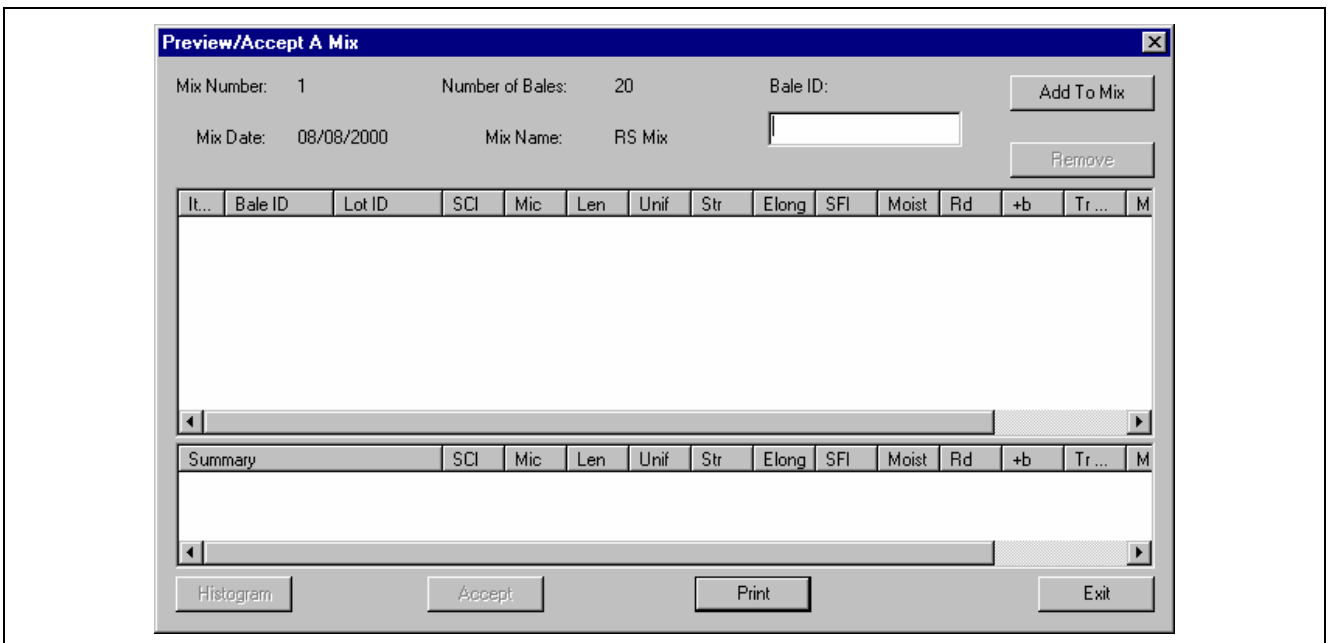 Preview/Accept A Mix
Mix Number: 1 Number of Bales: 20 Bale ID: Add To Mix
Mix Date: 08/08/2000 Mix Name: RS Mix Remove
It... Bale ID Lot ID SCI Mic Len Unif Str Elong SFI Moist Rd +b Tr ... M
Summary SCI Mic Len Unif Str Elong SFI Moist Rd +b Tr ... M
Histogram Accept Print Exit